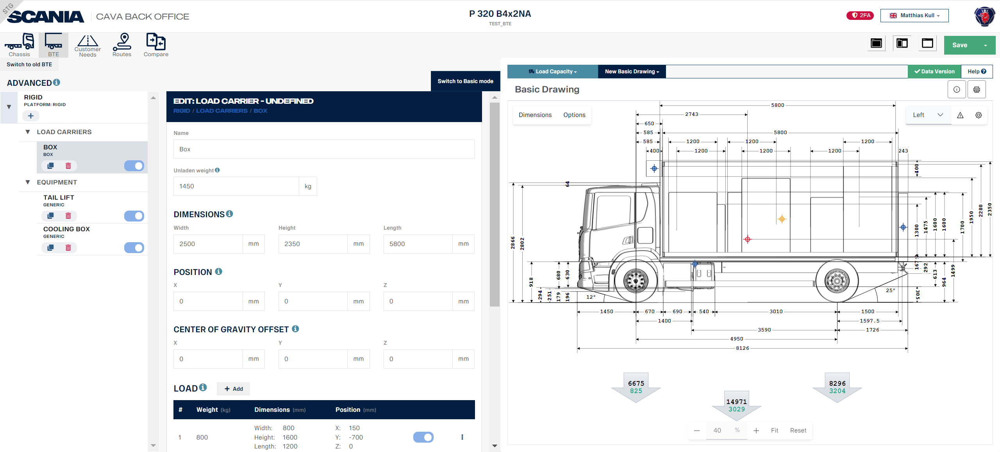 STG
SCANIA
CAVA BACK OFFICE
P 320 B4x2NA
TEST_BTE
2FA
Matthias Kull
Chassis
BTE
Customer
Needs
Routes
Compare
Save
Switch to old BTE
Load Capacity
New Basic Drawing
Data Version
Help
ADVANCED
Switch to Basic mode
Basic Drawing
RIGID
PLATFORM: RIGID
LOAD CARRIERS
BOX
BOX
EQUIPMENT
TAIL LIFT
GENERIC
COOLING BOX
GENERIC
EDIT: LOAD CARRIER - UNDEFINED
RIGID / LOAD CARRIERS / BOX
Name
Box
Unladen weight
1450 kg
DIMENSIONS
Width Height Length
2500 mm 2350 mm 5800 mm
POSITION
X Y Z
0 mm 0 mm 0 mm
CENTER OF GRAVITY OFFSET
X Y Z
0 mm 0 mm 0 mm
LOAD
+ Add
# Weight (kg) Dimensions (mm) Position (mm)
Width: 800 X: 150
1 800 Height: 1600 Y: -700
Length: 1200 Z: 0
Dimensions Options
Left
5800
2743
650
585 5800
585 1200 1200 1200
400 1200 1200 1200 243
64
400
2866
2802
918
294
251
680
179
630
196
12°
25°
1300
1475
1600
1600
1700
1950
2280
2350
292
613
964
1499
305
1450 670 690 540 3010 1500
1400 1597.5
3590 1726
4950
8126
6675
825
8296
3204
14971
3029
40 %
Fit
Reset